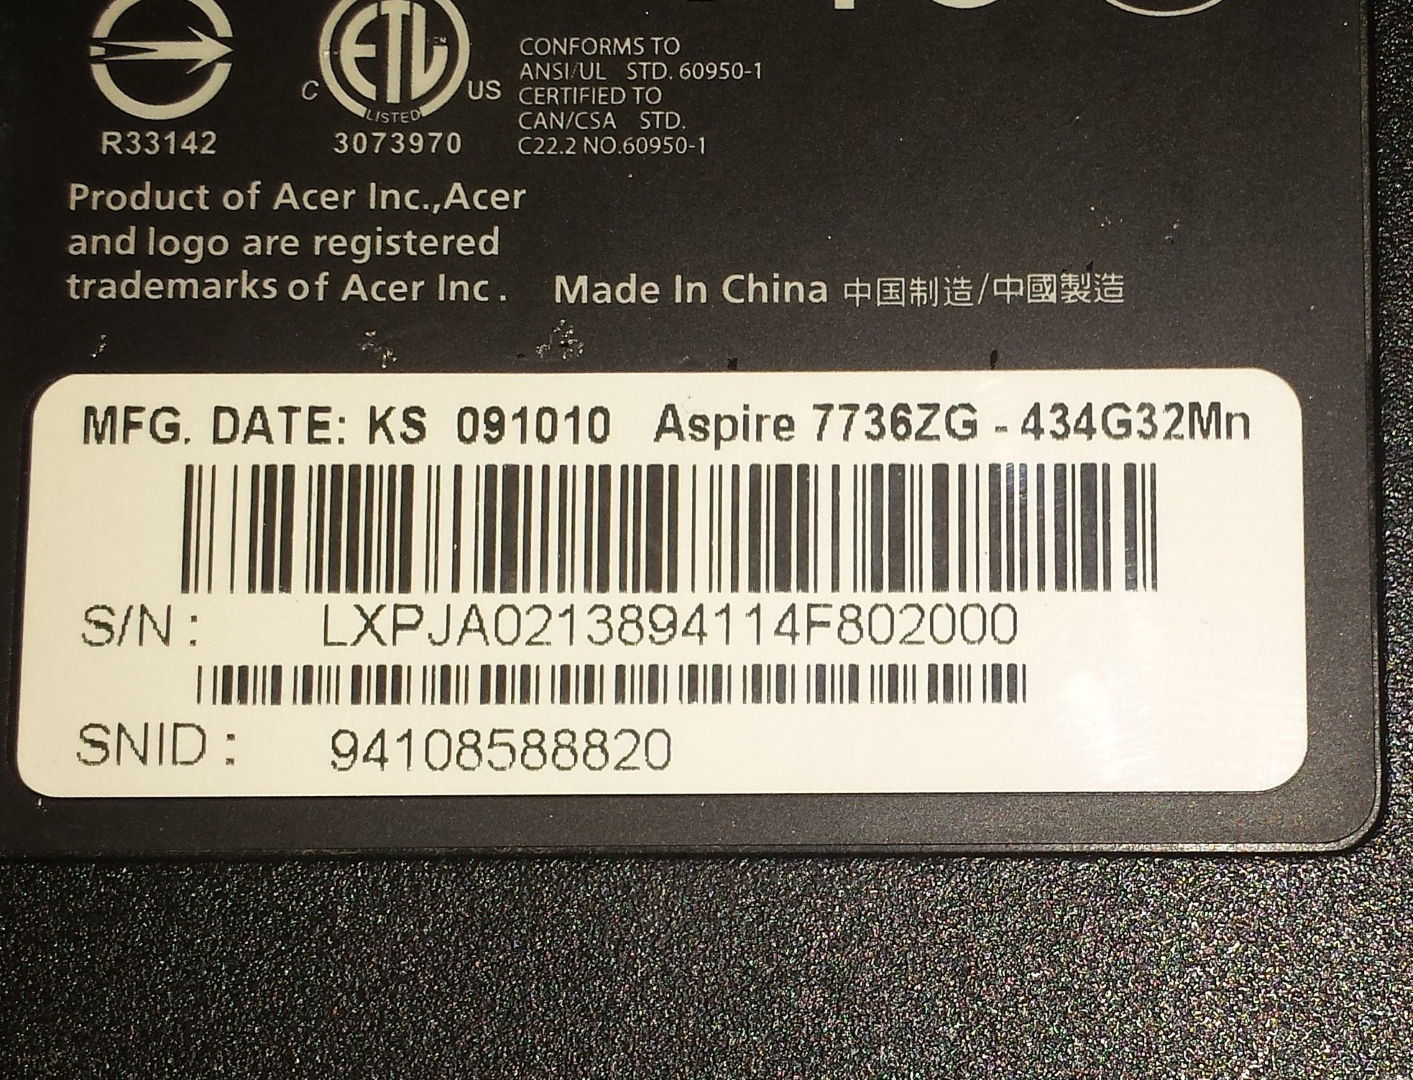 ETL
C
US
LISTED
R33142
3073970
CONFORMS TO
ANSI/UL STD. 60950-1
CERTIFIED TO
CAN/CSA STD.
C22.2 NO.60950-1
Product of Acer Inc.,Acer
and logo are registered
trademarks of Acer Inc.
Made In China 中国制造/中國製造
MFG. DATE: KS 091010 Aspire 7736ZG - 434G32Mn
S/N: LXPJA0213894114F802000
SNID: 94108588820